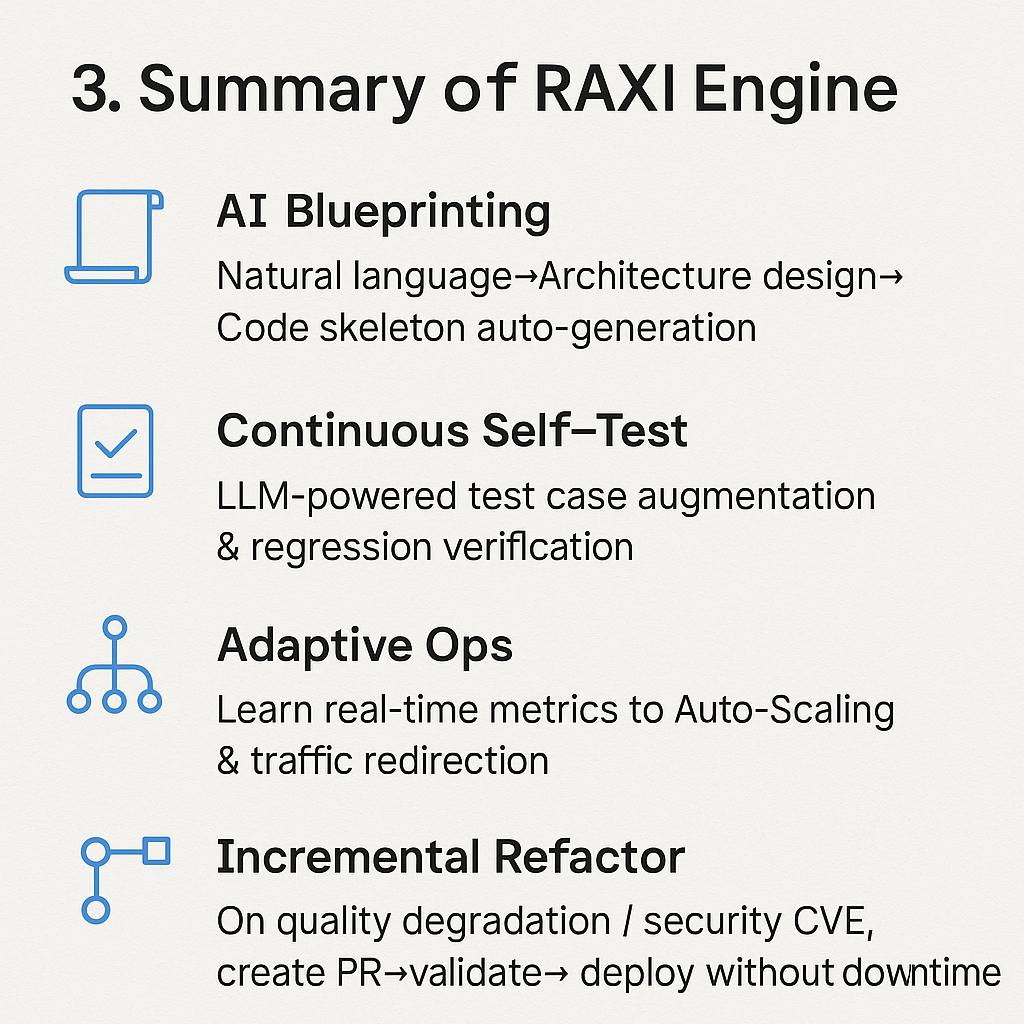 3. Summary of RAXI Engine
AI Blueprinting
Natural language→Architecture design→
Code skeleton auto-generation
Continuous Self–Test
LLM-powered test case augmentation
& regression verification
Adaptive Ops
Learn real-time metrics to Auto-Scaling
& traffic redirection
Incremental Refactor
On quality degradation / security CVE,
create PR→validate→ deploy without downtime